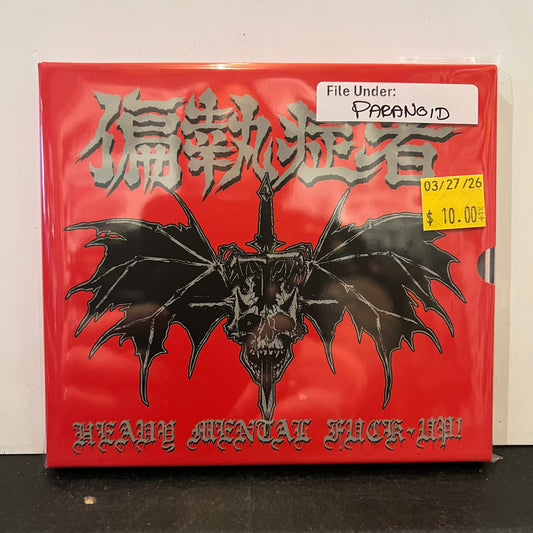 File Under:
PARANOID
偏執症者
03/27/26
$ 10.00
HEAVY MENTAL FUCK-UP!